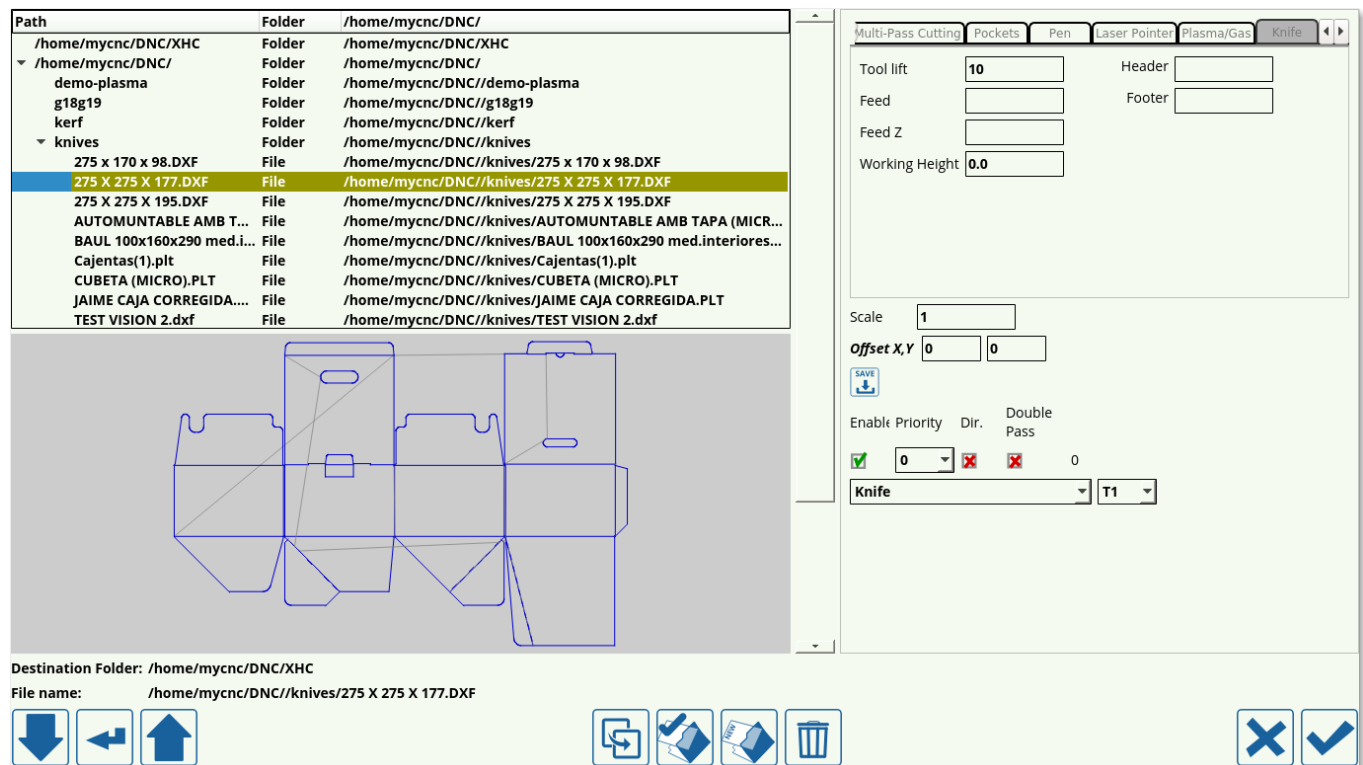 Path Folder /home/mycnc/DNC/
/home/mycnc/DNC/XHC Folder /home/mycnc/DNC/XHC
/home/mycnc/DNC/ Folder /home/mycnc/DNC/
demo-plasma Folder /home/mycnc/DNC//demo-plasma
g18g19 Folder /home/mycnc/DNC//g18g19
kerf Folder /home/mycnc/DNC//kerf
knives Folder /home/mycnc/DNC//knives
275 x 170 x 98.DXF File /home/mycnc/DNC//knives/275 x 170 x 98.DXF
275 X 275 X 177.DXF File /home/mycnc/DNC//knives/275 X 275 X 177.DXF
275 X 275 X 195.DXF File /home/mycnc/DNC//knives/275 X 275 X 195.DXF
AUTOMUNTABLE AMB T... File /home/mycnc/DNC//knives/AUTOMUNTABLE AMB TAPA (MICR...
BAUL 100x160x290 med.i... File /home/mycnc/DNC//knives/BAUL 100x160x290 med.interiores...
Cajentas(1).plt File /home/mycnc/DNC//knives/Cajentas(1).plt
CUBETA (MICRO).PLT File /home/mycnc/DNC//knives/CUBETA (MICRO).PLT
JAIME CAJA CORREGIDA.... File /home/mycnc/DNC//knives/JAIME CAJA CORREGIDA.PLT
TEST VISION 2.dxf File /home/mycnc/DNC//knives/TEST VISION 2.dxf
Destination Folder: /home/mycnc/DNC/XHC
File name: /home/mycnc/DNC//knives/275 X 275 X 177.DXF
NEW
Multi-Pass Cutting Pockets Pen Laser Pointer Plasma/Gas Knife
Tool lift 10 Header
Feed Footer
Feed Z
Working Height 0.0
Scale 1
Offset X,Y 0 0
SAVE
Enable Priority Dir. Double Pass
0 0
Knife T1